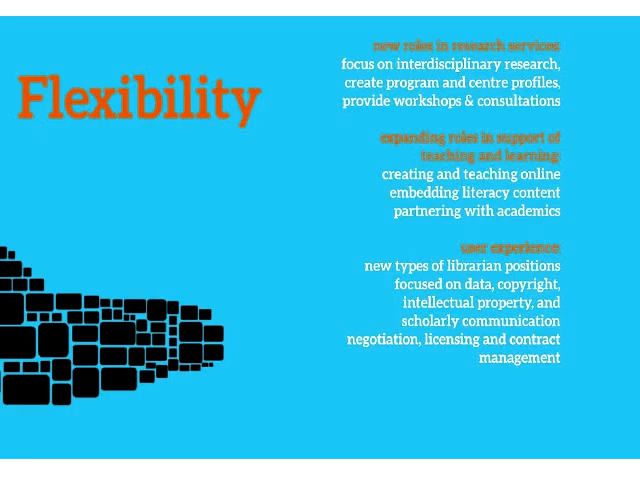 Flexibility
new roles in research services:
focus on interdisciplinary research,
create program and centre profiles,
provide workshops & consultations
expanding roles in support of
teaching and learning:
creating and teaching online
embedding literacy content
partnering with academics
user experience:
new types of librarian positions
focused on data, copyright,
intellectual property, and
scholarly communication
negotiation, licensing and contract
management